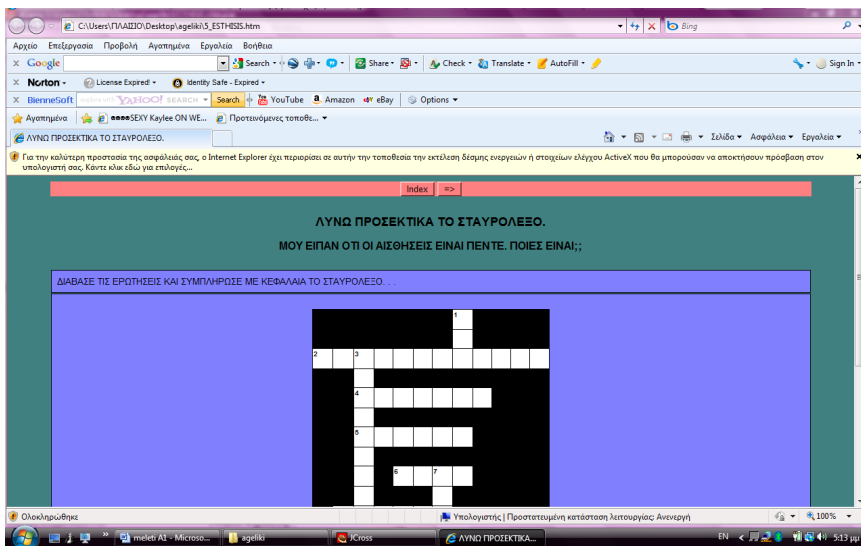 C:\Users\ΠΛΑΙΣΙΟ\Desktop\ageliki\5_ESTHISIS.htm Bing
Αρχείο Επεξεργασία Προβολή Αγαπημένα Εργαλεία Βοήθεια
x Google Search Share Check Translate AutoFill Sign In
x Norton License Expired! Identity Safe - Expired
x BienneSoft YAHOO! SEARCH Search YouTube Amazon eBay Options
Αγαπημένα SEXY Kaylee ON WE... Προτεινόμενες τοποθε...
ΛΥΝΩ ΠΡΟΣΕΚΤΙΚΑ ΤΟ ΣΤΑΥΡΟΛΕΞΟ. Σελίδα Ασφάλεια Εργαλεία
Για την καλύτερη προστασία της ασφάλειάς σας, ο Internet Explorer έχει περιορίσει σε αυτήν την τοποθεσία την εκτέλεση δέσμης ενεργειών ή στοιχείων ελέγχου ActiveX που θα μπορούσαν να αποκτήσουν πρόσβαση στον
υπολογιστή σας. Κάντε κλικ εδώ για επιλογές...
Index =>
ΛΥΝΩ ΠΡΟΣΕΚΤΙΚΑ ΤΟ ΣΤΑΥΡΟΛΕΞΟ.
ΜΟΥ ΕΙΠΑΝ ΟΤΙ ΟΙ ΑΙΣΘΗΣΕΙΣ ΕΙΝΑΙ ΠΕΝΤΕ. ΠΟΙΕΣ ΕΙΝΑΙ;;
ΔΙΑΒΑΣΕ ΤΙΣ ΕΡΩΤΗΣΕΙΣ ΚΑΙ ΣΥΜΠΛΗΡΩΣΕ ΜΕ ΚΕΦΑΛΑΙΑ ΤΟ ΣΤΑΥΡΟΛΕΞΟ. . .
1
2 3
4
5
6 7
Ολοκληρώθηκε Υπολογιστής | Προστατευμένη κατάσταση λειτουργίας: Ανενεργή 100%
meleti A1 - Microso... ageliki JCross ΛΥΝΩ ΠΡΟΣΕΚΤΙΚΑ... EN 5:13 μμ